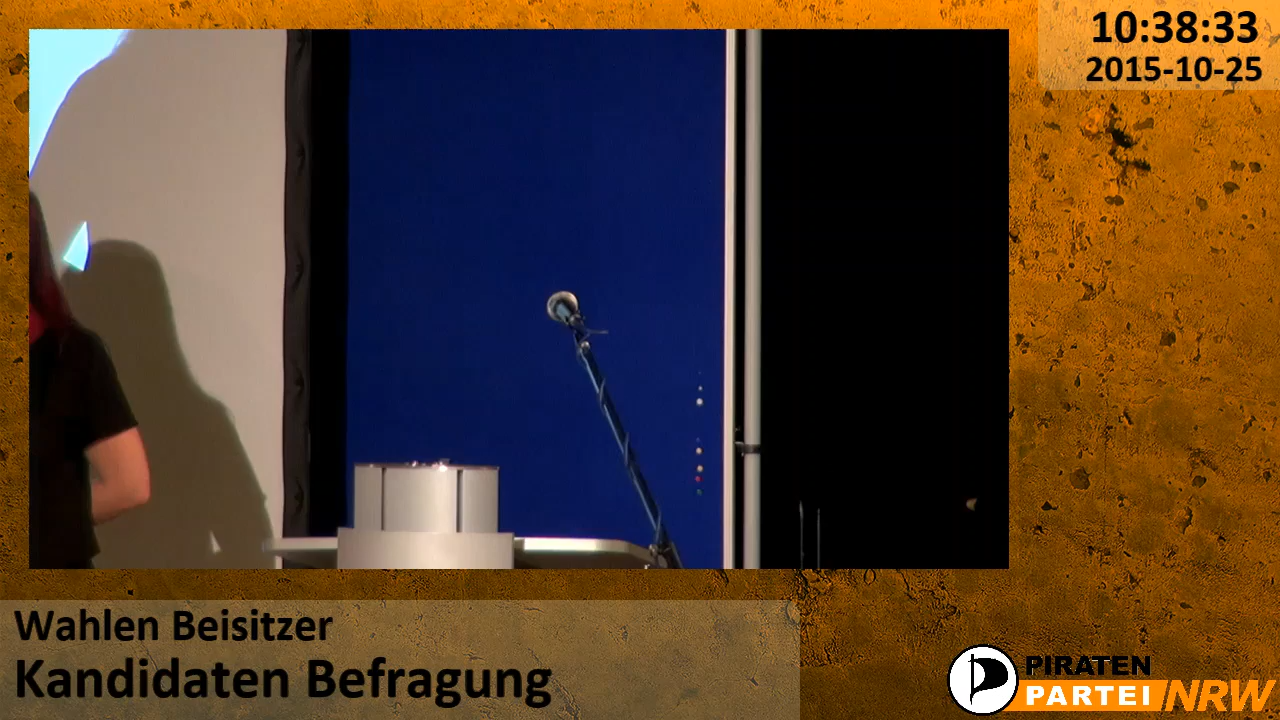 10:38:33
2015-10-25
Wahlen Beisitzer
Kandidaten Befragung
PIRATEN
PARTEI NRW